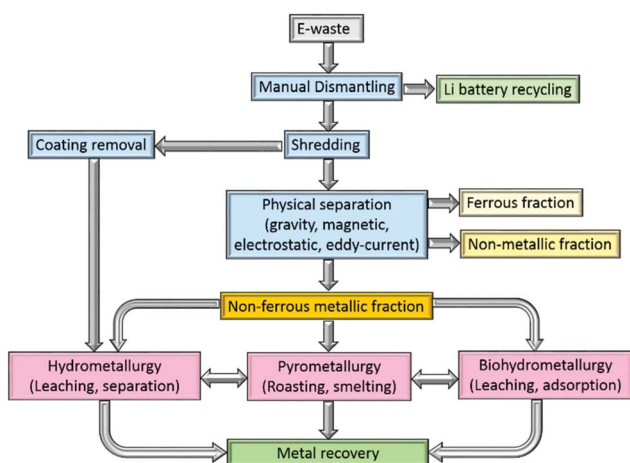 E-waste
Manual Dismantling
Li battery recycling
Coating removal
Shredding
Physical separation
(gravity, magnetic,
electrostatic, eddy-current)
Ferrous fraction
Non-metallic fraction
Non-ferrous metallic fraction
Hydrometallurgy
(Leaching, separation)
Pyrometallurgy
(Roasting, smelting)
Biohydrometallurgy
(Leaching, adsorption)
Metal recovery